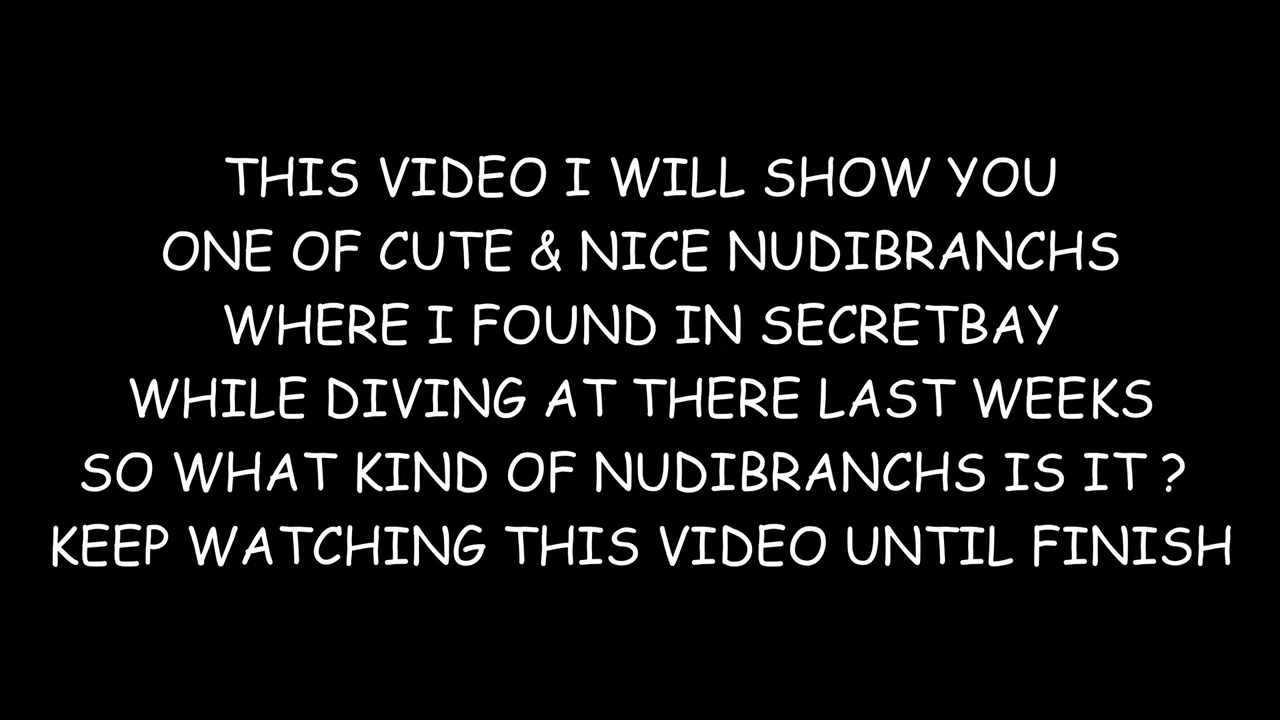 THIS VIDEO I WILL SHOW YOU
ONE OF CUTE & NICE NUDIBRANCHS
WHERE I FOUND IN SECRETBAY
WHILE DIVING AT THERE LAST WEEKS
SO WHAT KIND OF NUDIBRANCHS IS IT ?
KEEP WATCHING THIS VIDEO UNTIL FINISH